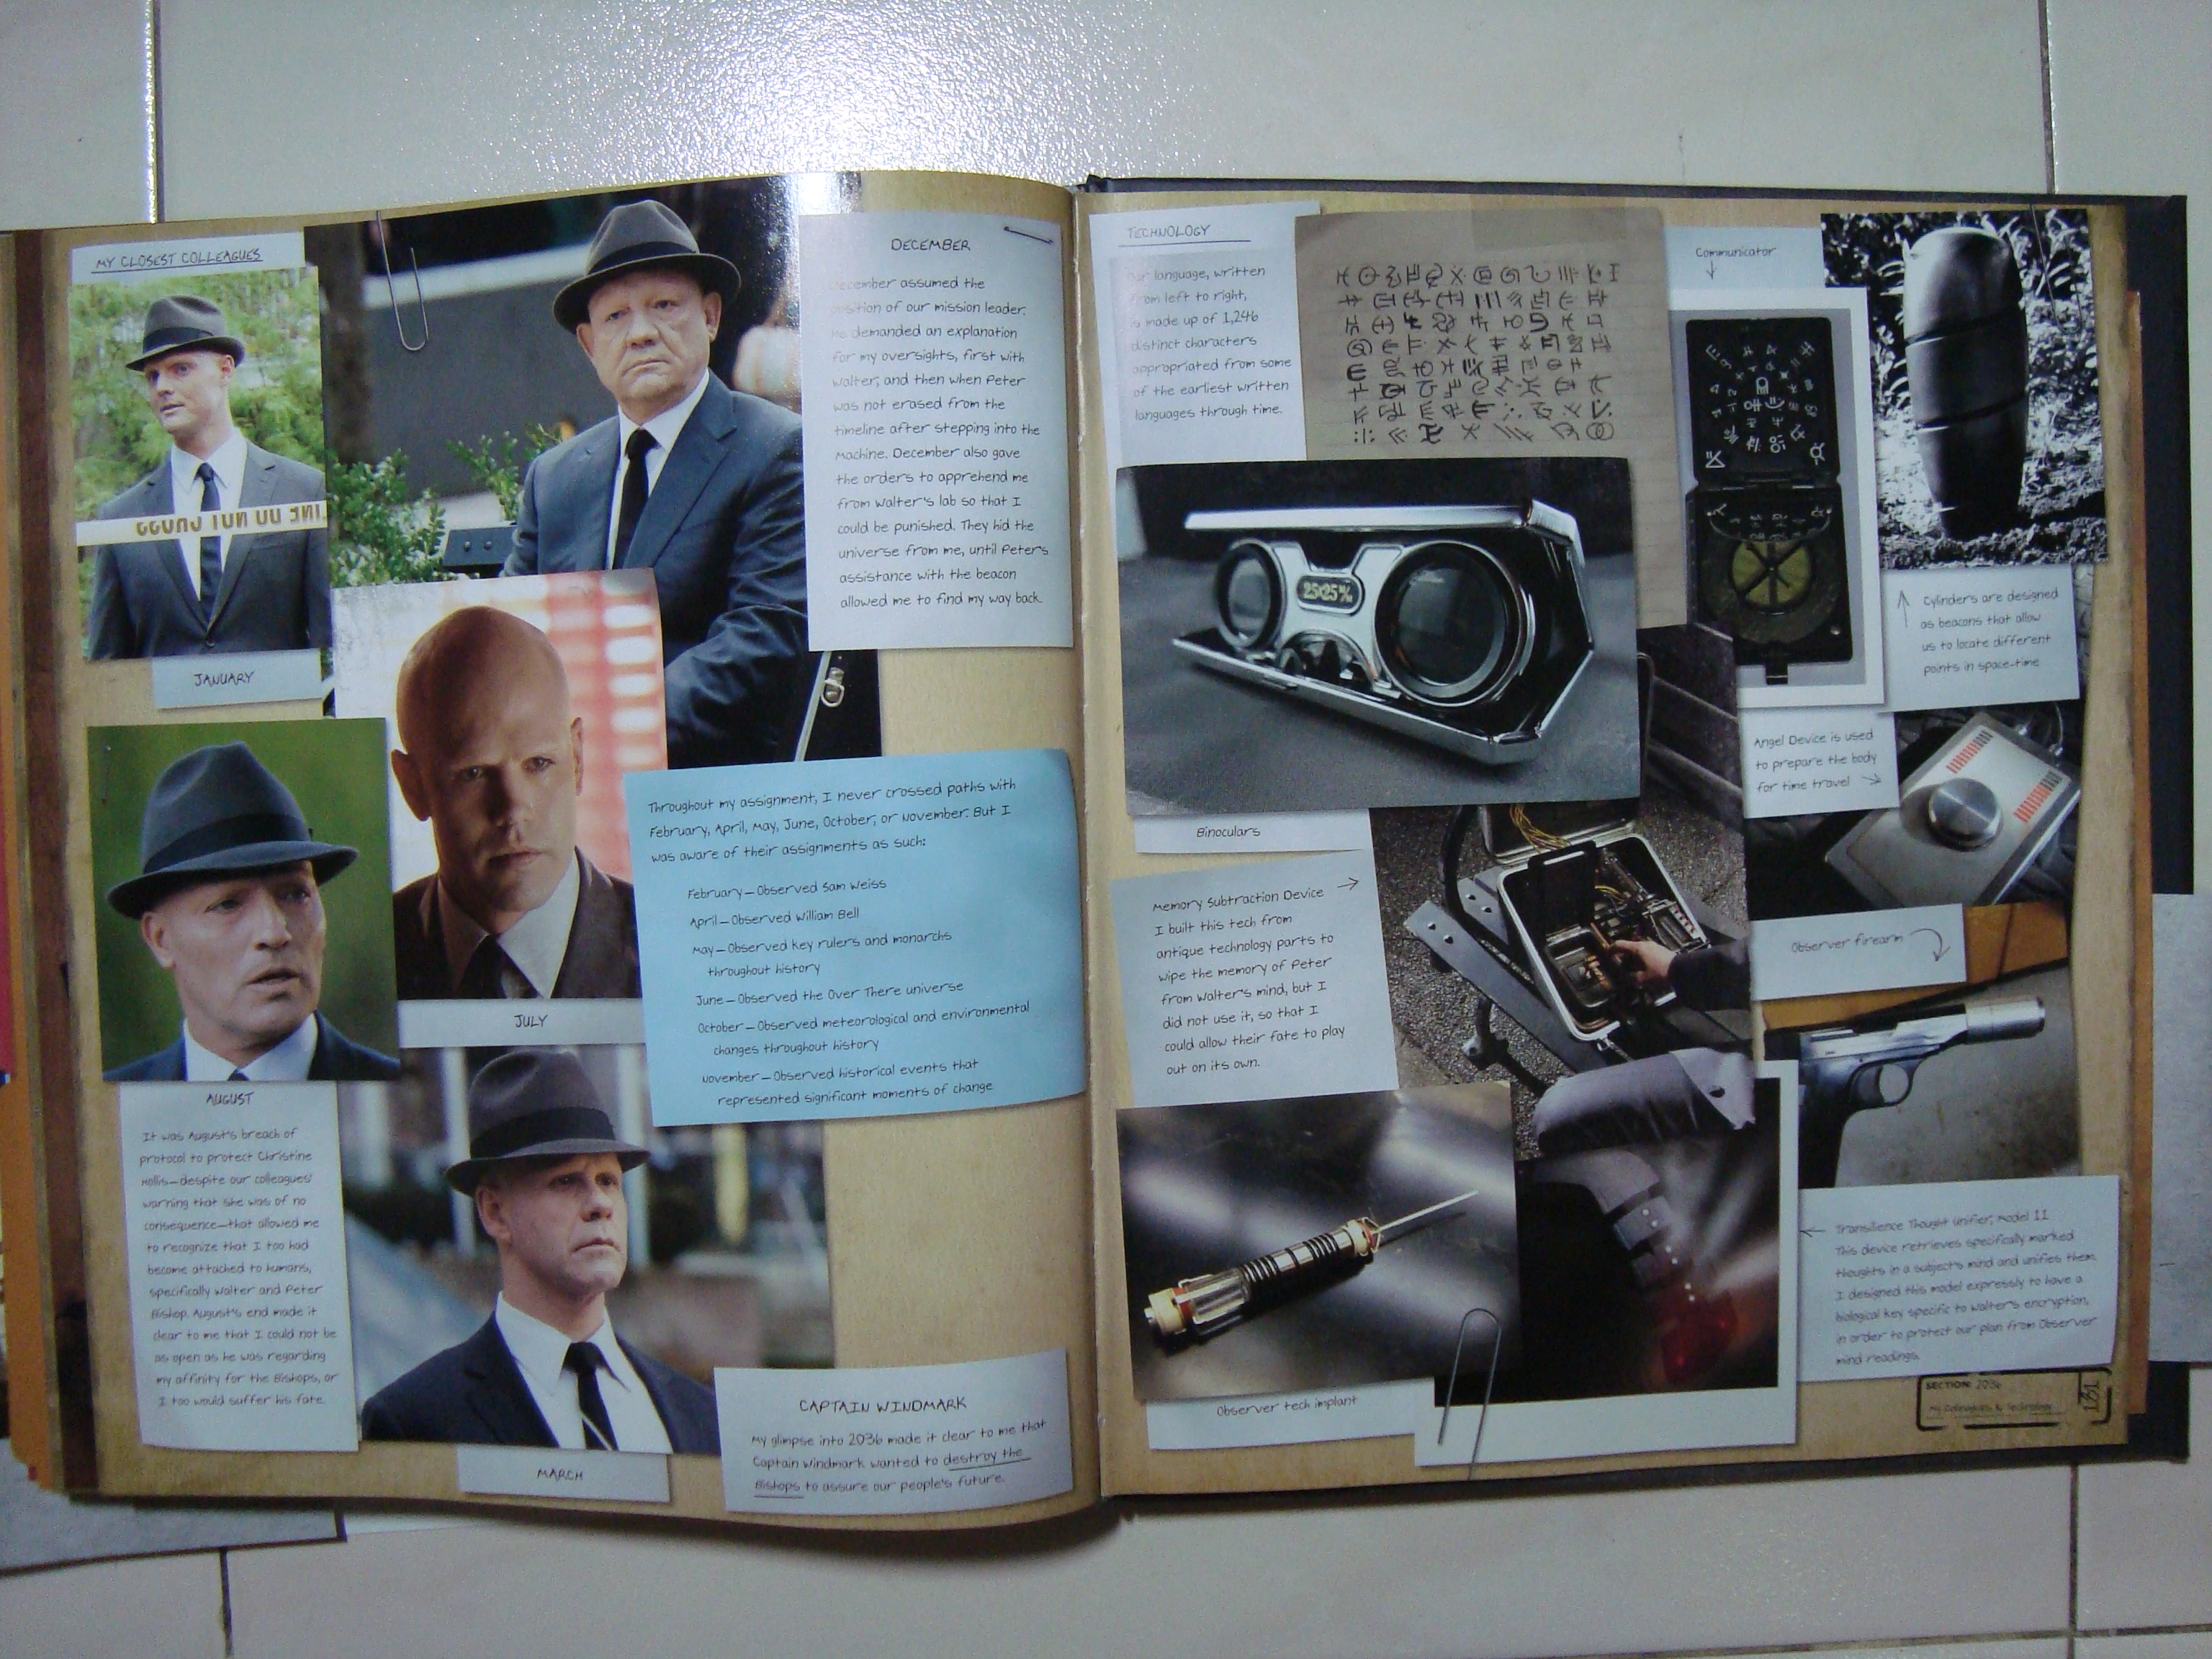 MY CLOSEST COLLEAGUES
JANUARY
DECEMBER
December assumed the
position of our mission leader.
He demanded an explanation
for my oversights, first with
Walter, and then when Peter
was not erased from the
timeline after stepping into the
Machine. December also gave
the orders to apprehend me
from Walter's lab so that I
could be punished. They hid the
universe from me, until Peter's
assistance with the beacon
allowed me to find my way back.
JULY
Throughout my assignment, I never crossed paths with
February, April, May, June, October, or November. But I
was aware of their assignments as such:
February—Observed Sam Weiss
April—Observed William Bell
May—Observed key rulers and monarchs
throughout history
June—Observed the Over There universe
October—Observed meteorological and environmental
changes throughout history
November—Observed historical events that
represented significant moments of change
AUGUST
It was August's breach of
protocol to protect Christine
Hollis—despite our colleagues'
warning that she was of no
consequence—that allowed me
to recognize that I too had
become attached to humans,
specifically Walter and Peter
Bishop. August's end made it
clear to me that I could not be
as open as he was regarding
my affinity for the Bishops, or
I too would suffer his fate.
MARCH
CAPTAIN WINDMARK
My glimpse into 2036 made it clear to me that
Captain Windmark wanted to destroy the
Bishops to assure our people's future.
TECHNOLOGY
Our language, written
from left to right,
is made up of 1,246
distinct characters
appropriated from some
of the earliest written
languages through time.
Communicator
Cylinders are designed
as beacons that allow
us to locate different
points in space-time
25x25
Binoculars
Angel Device is used
to prepare the body
for time travel
Memory Subtraction Device
I built this tech from
antique technology parts to
wipe the memory of Peter
from Walter's mind, but I
did not use it, so that I
could allow their fate to play
out on its own.
Observer firearm
Observer tech implant
Transilience Thought Unifier, Model 11
This device retrieves specifically marked
thoughts in a subject's mind and unifies them.
I designed this model expressly to have a
biological key specific to Walter's encryption,
in order to protect our plan from Observer
mind readings.
SECTION: 2036
My Colleagues & Technology
131